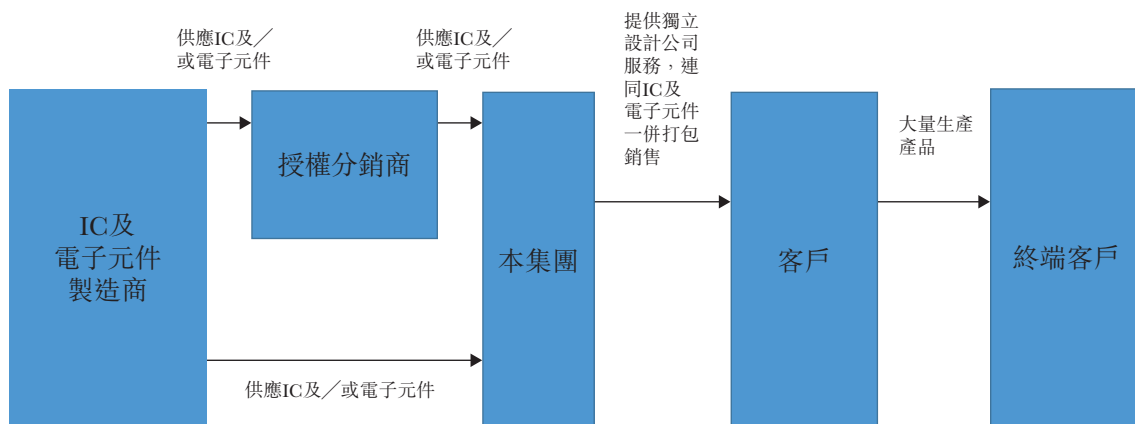 供應IC及／
或電子元件
供應IC及／
或電子元件
提供獨立
設計公司
服務，連
同IC及
電子元件
一併打包
銷售
大量生產
產品
IC及
電子元件
製造商
授權分銷商
本集團
客戶
終端客戶
供應IC及／或電子元件